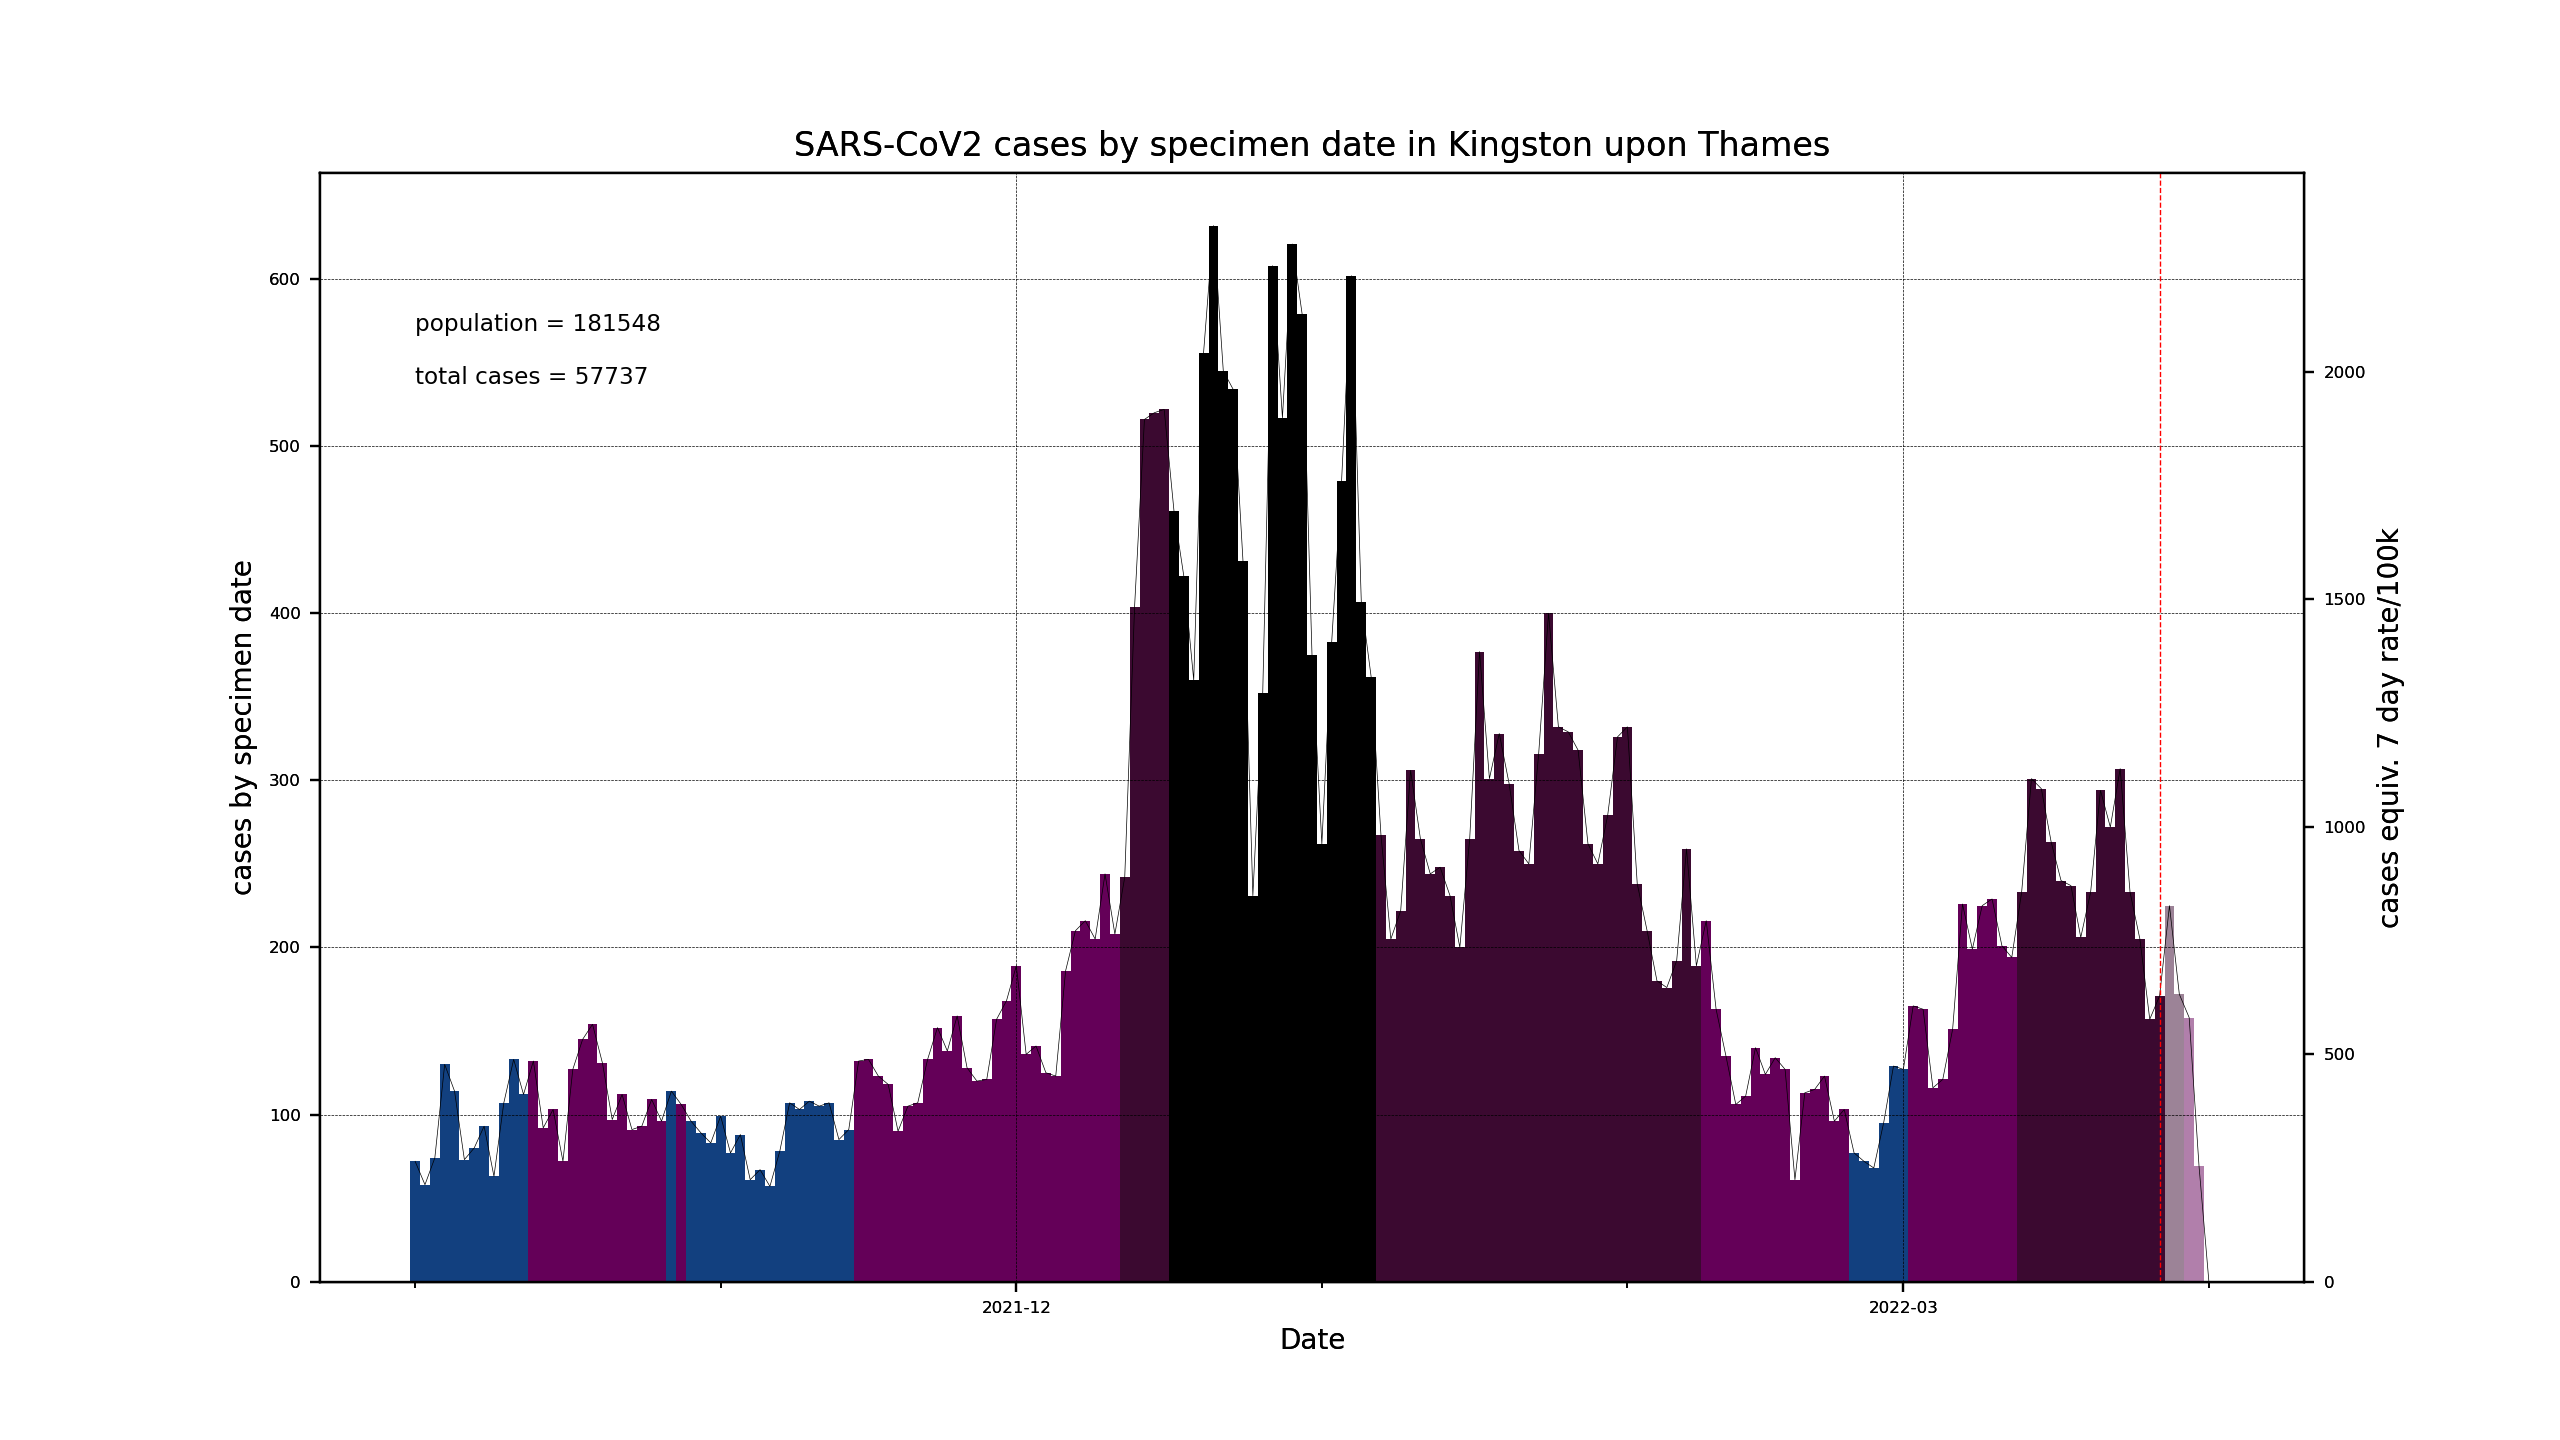 SARS-CoV2 cases by specimen date in Kingston upon Thames
population = 181548
total cases = 57737
cases by specimen date
600
500
400
300
200
100
0
2000
1500
1000
500
0
cases equiv. 7 day rate/100k
2021-12
2022-03
Date